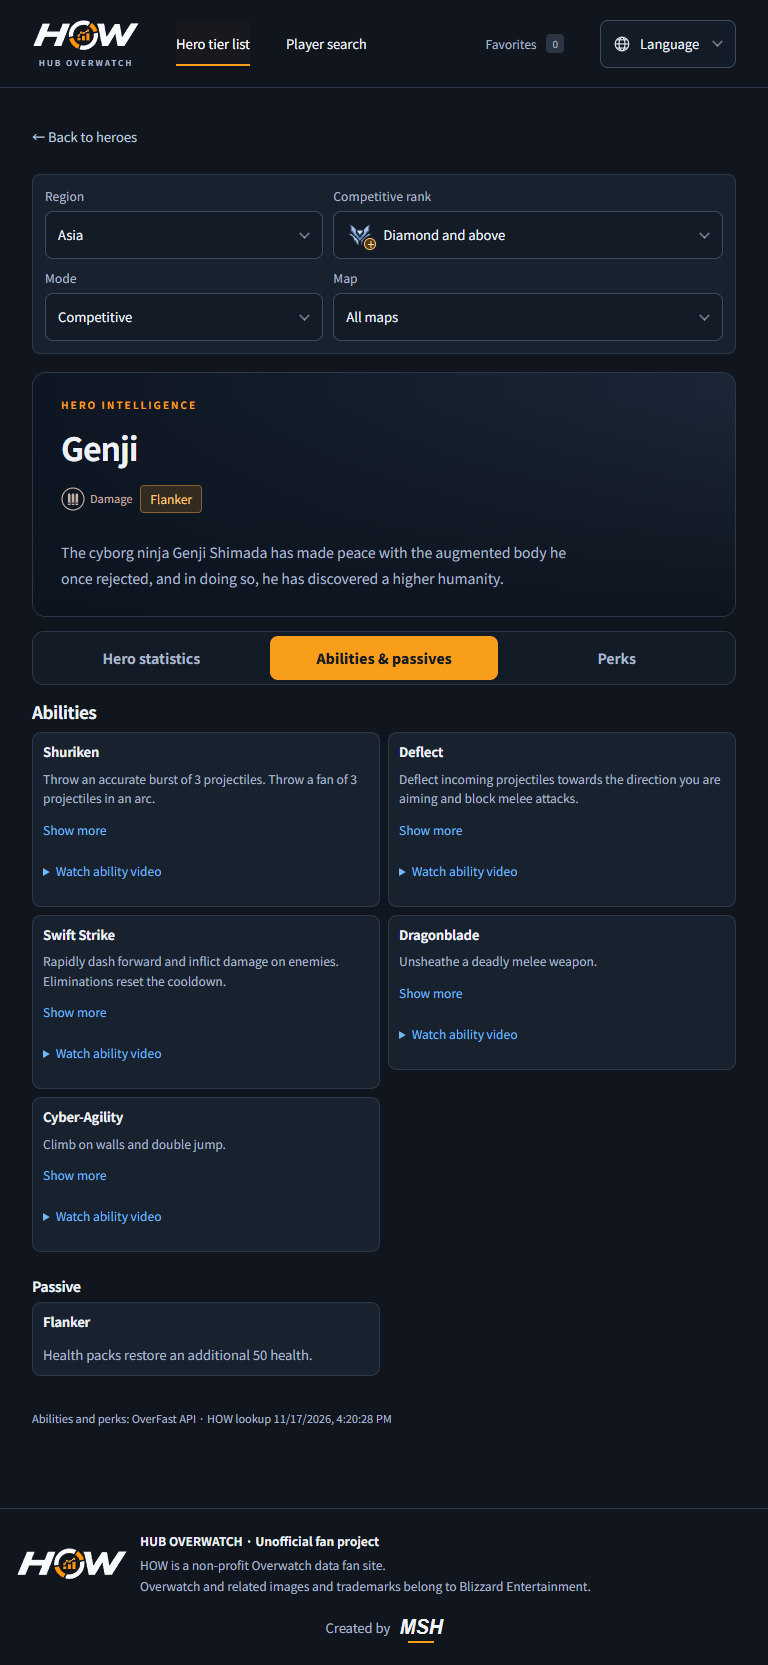 HOW
HUB OVERWATCH
Hero tier list
Player search
Favorites 0
Language
← Back to heroes
Region
Competitive rank
Asia
Diamond and above
Mode
Map
Competitive
All maps
HERO INTELLIGENCE
Genji
Damage
Flanker
The cyborg ninja Genji Shimada has made peace with the augmented body he
once rejected, and in doing so, he has discovered a higher humanity.
Hero statistics
Abilities & passives
Perks
Abilities
Shuriken
Throw an accurate burst of 3 projectiles. Throw a fan of 3
projectiles in an arc.
Show more
Watch ability video
Deflect
Deflect incoming projectiles towards the direction you are
aiming and block melee attacks.
Show more
Watch ability video
Swift Strike
Rapidly dash forward and inflict damage on enemies.
Eliminations reset the cooldown.
Show more
Watch ability video
Dragonblade
Unsheathe a deadly melee weapon.
Show more
Watch ability video
Cyber-Agility
Climb on walls and double jump.
Show more
Watch ability video
Passive
Flanker
Health packs restore an additional 50 health.
Abilities and perks: OverFast API · HOW lookup 11/17/2026, 4:20:28 PM
HOW
HUB OVERWATCH · Unofficial fan project
HOW is a non-profit Overwatch data fan site.
Overwatch and related images and trademarks belong to Blizzard Entertainment.
Created by MSH